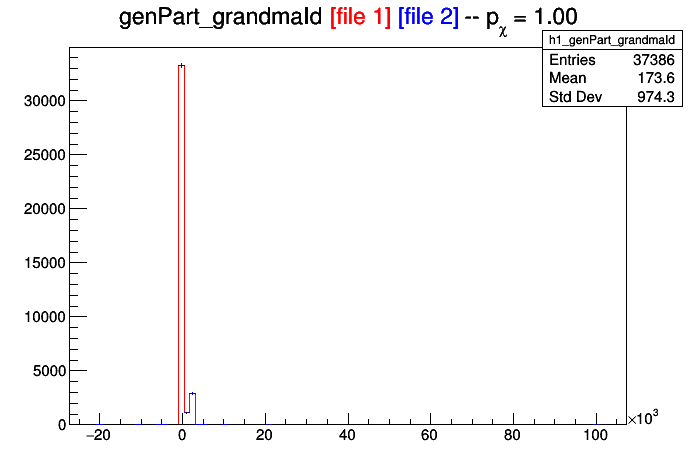 genPart_grandmaId [file 1] [file 2] -- pχ = 1.00
h1_genPart_grandmaId
Entries 37386
Mean 173.6
Std Dev 974.3
30000
25000
20000
15000
10000
5000
0
−20 0 20 40 60 80 100
×10³